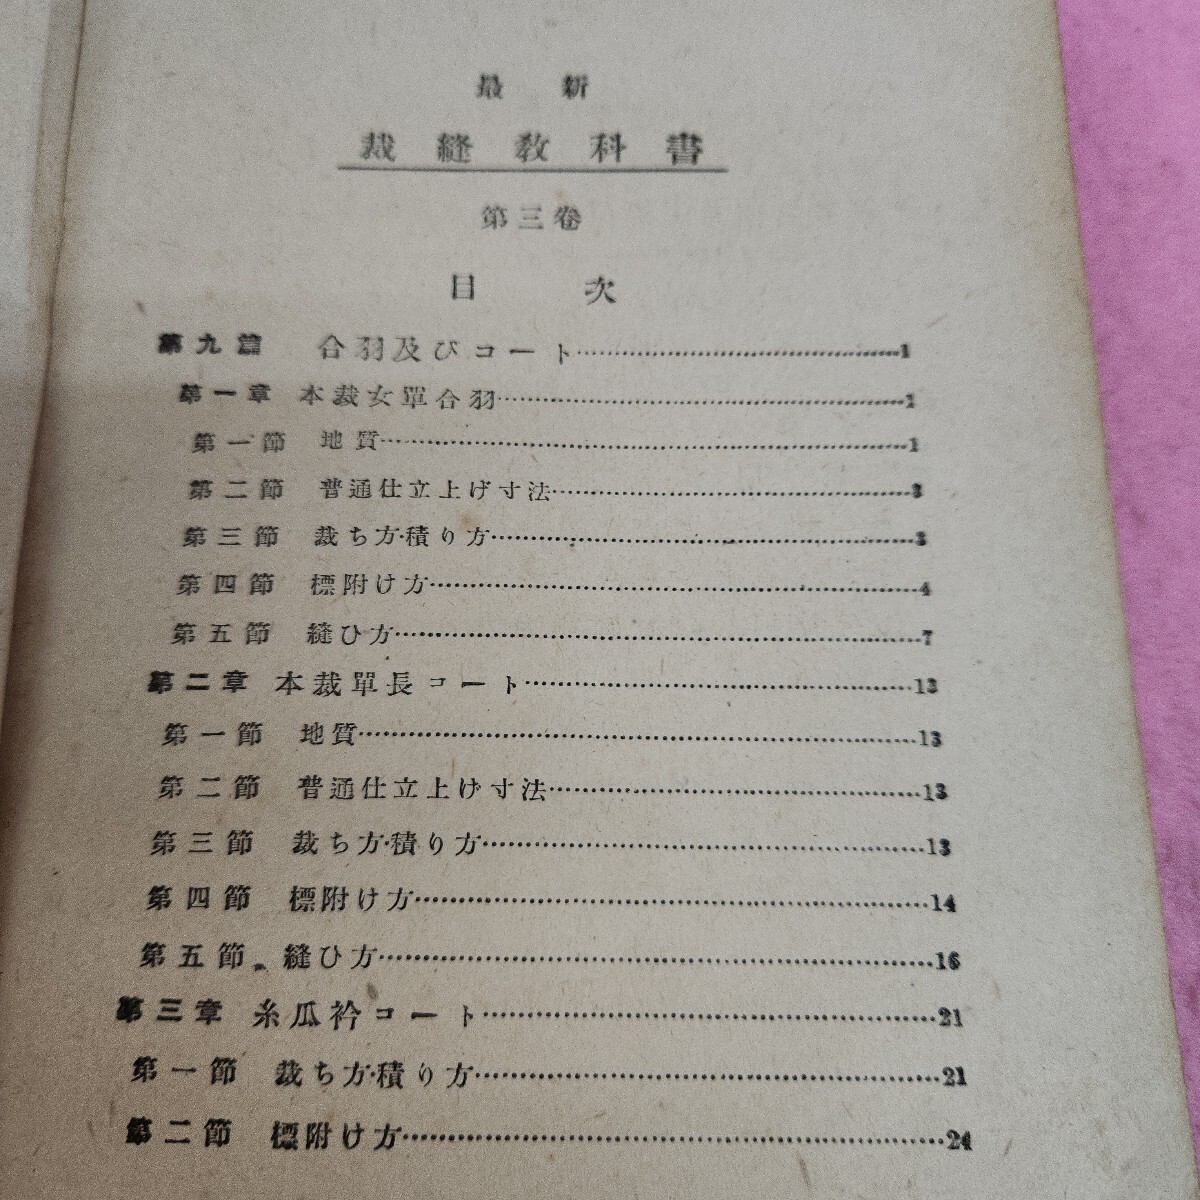 最新
裁縫教科書
第三卷
目次
第九篇 合羽及びコート……1
第一章 本裁女單合羽……1
第一節 地質……1
第二節 普通仕立上げ寸法……3
第三節 裁ち方・積り方……3
第四節 標附け方……4
第五節 縫ひ方……7
第二章 本裁單長コート……13
第一節 地質……13
第二節 普通仕立上げ寸法……13
第三節 裁ち方・積り方……13
第四節 標附け方……14
第五節 縫ひ方……16
第三章 糸瓜衿コート……21
第一節 裁ち方・積り方……21
第二節 標附け方……24